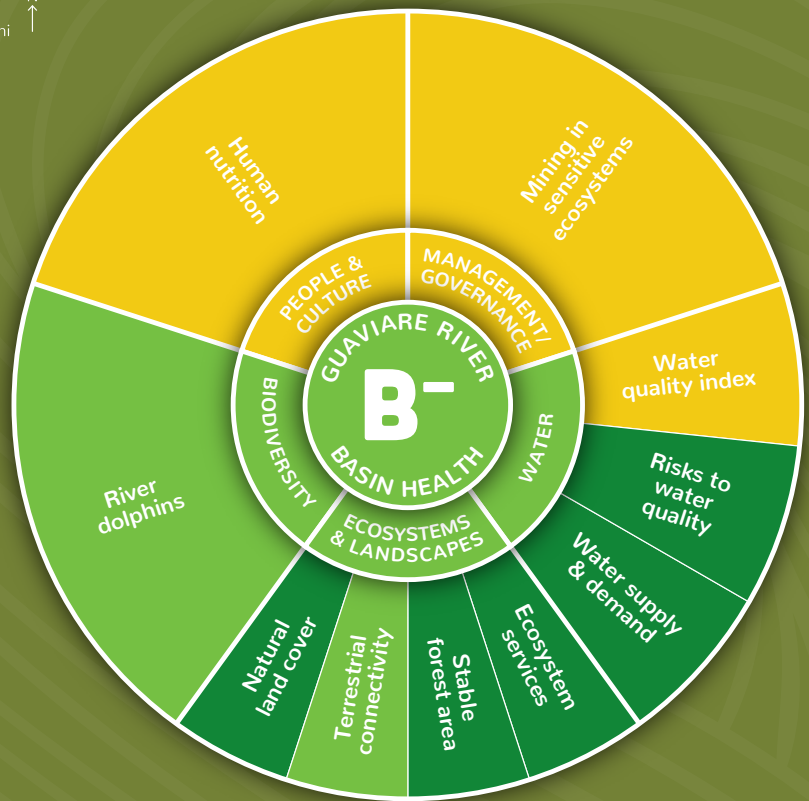 ni
Human
nutrition
Mining in
sensitive
ecosystems
PEOPLE &
CULTURE
MANAGEMENT/
GOVERNANCE
GUAVIARE RIVER
B-
BASIN HEALTH
BIODIVERSITY
WATER
ECOSYSTEMS
& LANDSCAPES
Water
quality index
Risks to
water
quality
Water supply
& demand
Ecosystem
services
Stable
forest area
Terrestrial
connectivity
Natural
land cover
River
dolphins